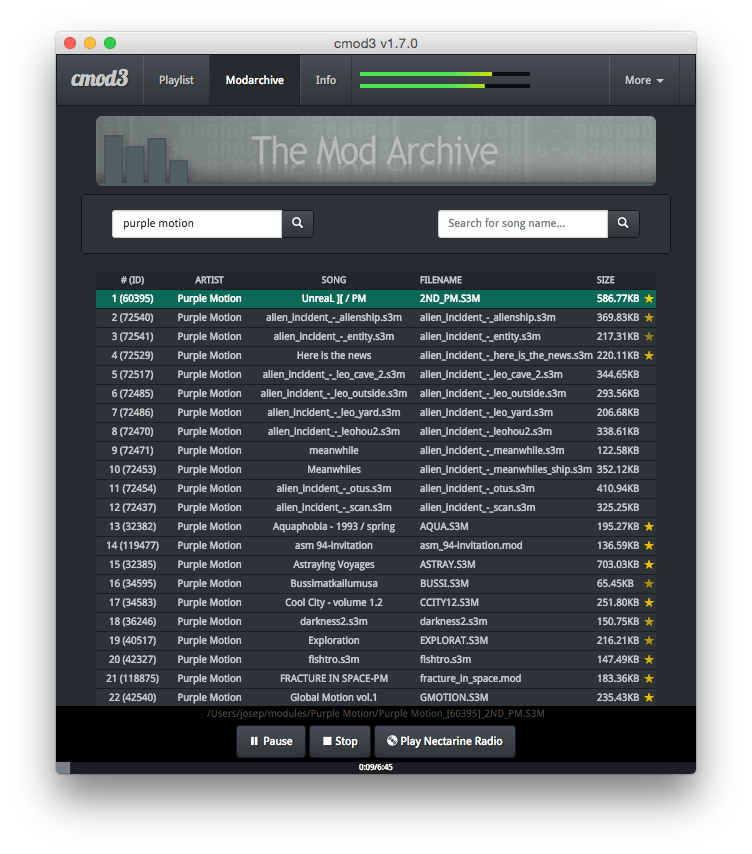 cmod3 v1.7.0
cmod3 Playlist Modarchive Info More
The Mod Archive
purple motion Search for song name...
# (ID) ARTIST SONG FILENAME SIZE
1 (60395) Purple Motion UnreaL ][ / PM 2ND_PM.S3M 586.77KB
2 (72540) Purple Motion alien_incident_-_alienship.s3m alien_incident_-_alienship.s3m 369.83KB
3 (72541) Purple Motion alien_incident_-_entity.s3m alien_incident_-_entity.s3m 217.31KB
4 (72529) Purple Motion Here is the news alien_incident_-_here_is_the_news.s3m 220.11KB
5 (72517) Purple Motion alien_incident_-_leo_cave_2.s3m alien_incident_-_leo_cave_2.s3m 344.65KB
6 (72485) Purple Motion alien_incident_-_leo_outside.s3m alien_incident_-_leo_outside.s3m 293.56KB
7 (72486) Purple Motion alien_incident_-_leo_yard.s3m alien_incident_-_leo_yard.s3m 206.68KB
8 (72470) Purple Motion alien_incident_-_leohou2.s3m alien_incident_-_leohou2.s3m 338.61KB
9 (72471) Purple Motion meanwhile alien_incident_-_meanwhile.s3m 122.58KB
10 (72453) Purple Motion Meanwhiles alien_incident_-_meanwhiles_ship.s3m 352.12KB
11 (72454) Purple Motion alien_incident_-_otus.s3m alien_incident_-_otus.s3m 410.94KB
12 (72437) Purple Motion alien_incident_-_scan.s3m alien_incident_-_scan.s3m 325.25KB
13 (32382) Purple Motion Aquaphobia - 1993 / spring AQUA.S3M 195.27KB
14 (119477) Purple Motion asm 94-invitation asm_94-invitation.mod 136.59KB
15 (32385) Purple Motion Astraying Voyages ASTRAY.S3M 703.03KB
16 (34595) Purple Motion Bussimatkailumusa BUSSI.S3M 65.45KB
17 (34583) Purple Motion Cool City - volume 1.2 CCITY12.S3M 251.80KB
18 (36246) Purple Motion darkness2.s3m darkness2.s3m 150.75KB
19 (40517) Purple Motion Exploration EXPLORAT.S3M 216.21KB
20 (42327) Purple Motion fishtro.s3m fishtro.s3m 147.49KB
21 (118875) Purple Motion FRACTURE IN SPACE-PM fracture_in_space.mod 183.36KB
22 (42540) Purple Motion Global Motion vol.1 GMOTION.S3M 235.43KB
/Users/josep/modules/Purple Motion/Purple Motion_[60395]_2ND_PM.S3M
Pause Stop Play Nectarine Radio
0:09/6:45